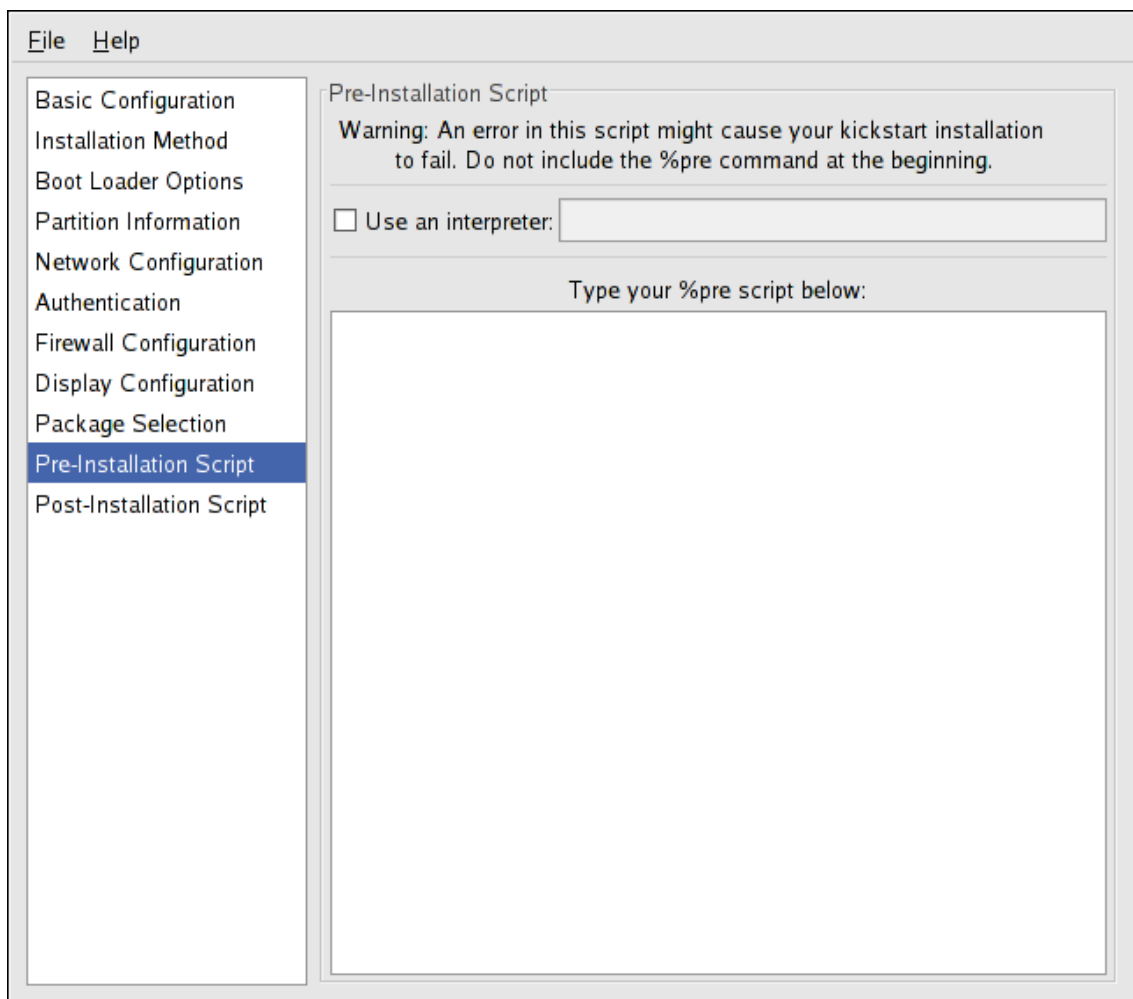 File Help
Basic Configuration
Installation Method
Boot Loader Options
Partition Information
Network Configuration
Authentication
Firewall Configuration
Display Configuration
Package Selection
Pre-Installation Script
Post-Installation Script
Pre-Installation Script
Warning: An error in this script might cause your kickstart installation
to fail. Do not include the %pre command at the beginning.
Use an interpreter:
Type your %pre script below: